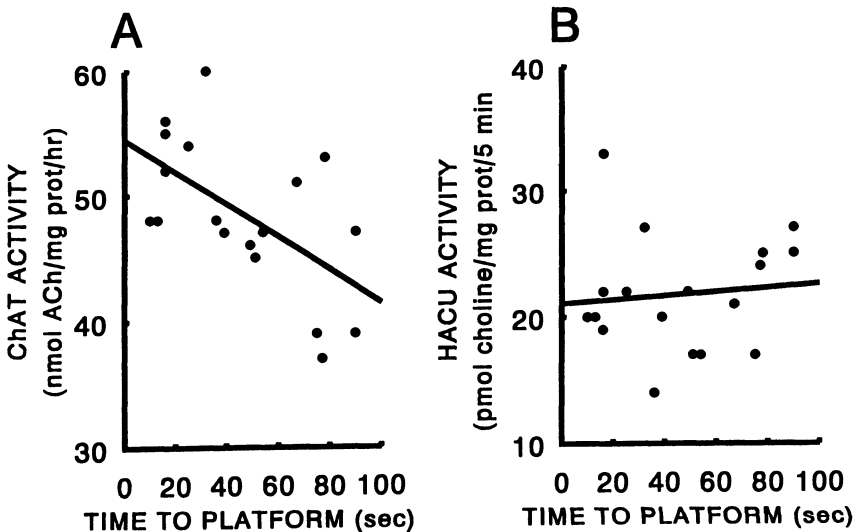 A
ChAT ACTIVITY
(nmol ACh/mg prot/hr)
60
50
40
30
0 20 40 60 80 100
TIME TO PLATFORM (sec)
B
HACU ACTIVITY
(pmol choline/mg prot/5 min
40
30
20
10
0 20 40 60 80 100
TIME TO PLATFORM (sec)